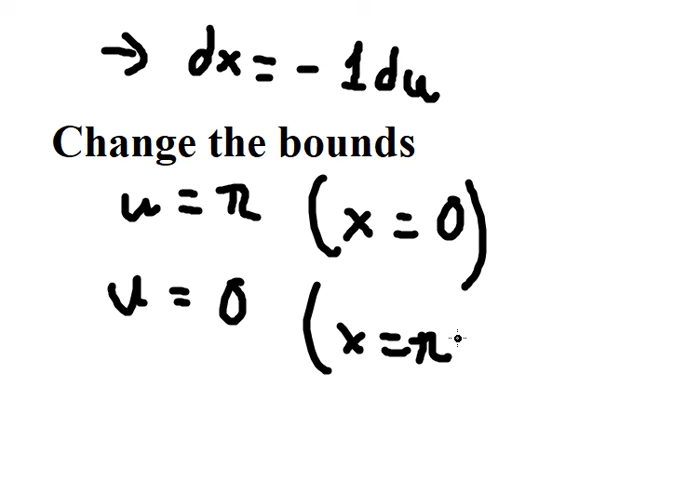 → dx = - 1du
Change the bounds
u = π (x = 0)
u = 0 (x = π